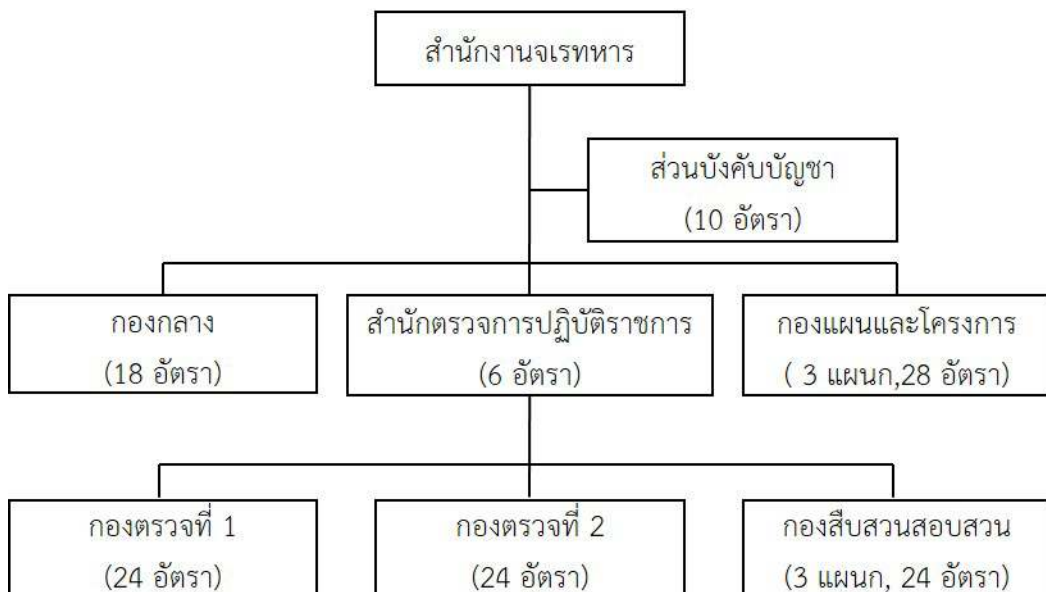 สำนักงานจเรทหาร
ส่วนบังคับบัญชา
(10 อัตรา)
กองกลาง
(18 อัตรา)
สำนักตรวจการปฏิบัติราชการ
(6 อัตรา)
กองแผนและโครงการ
( 3 แผนก,28 อัตรา)
กองตรวจที่ 1
(24 อัตรา)
กองตรวจที่ 2
(24 อัตรา)
กองสืบสวนสอบสวน
(3 แผนก, 24 อัตรา)